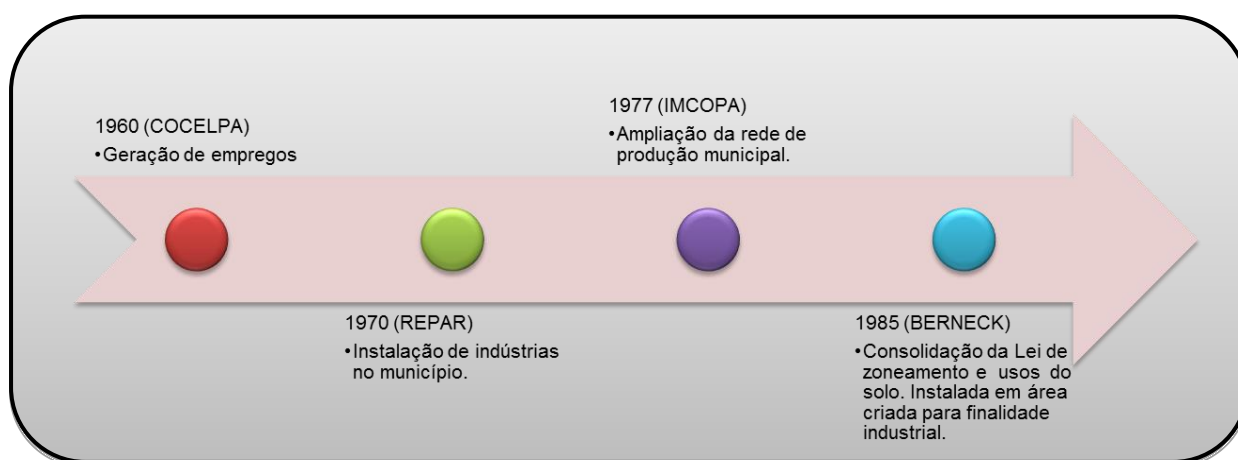 1960 (COCELPA)
•Geração de empregos
1970 (REPAR)
•Instalação de indústrias
no município.
1977 (IMCOPA)
•Ampliação da rede de
produção municipal.
1985 (BERNECK)
•Consolidação da Lei de
zoneamento e usos do
solo. Instalada em área
criada para finalidade
industrial.